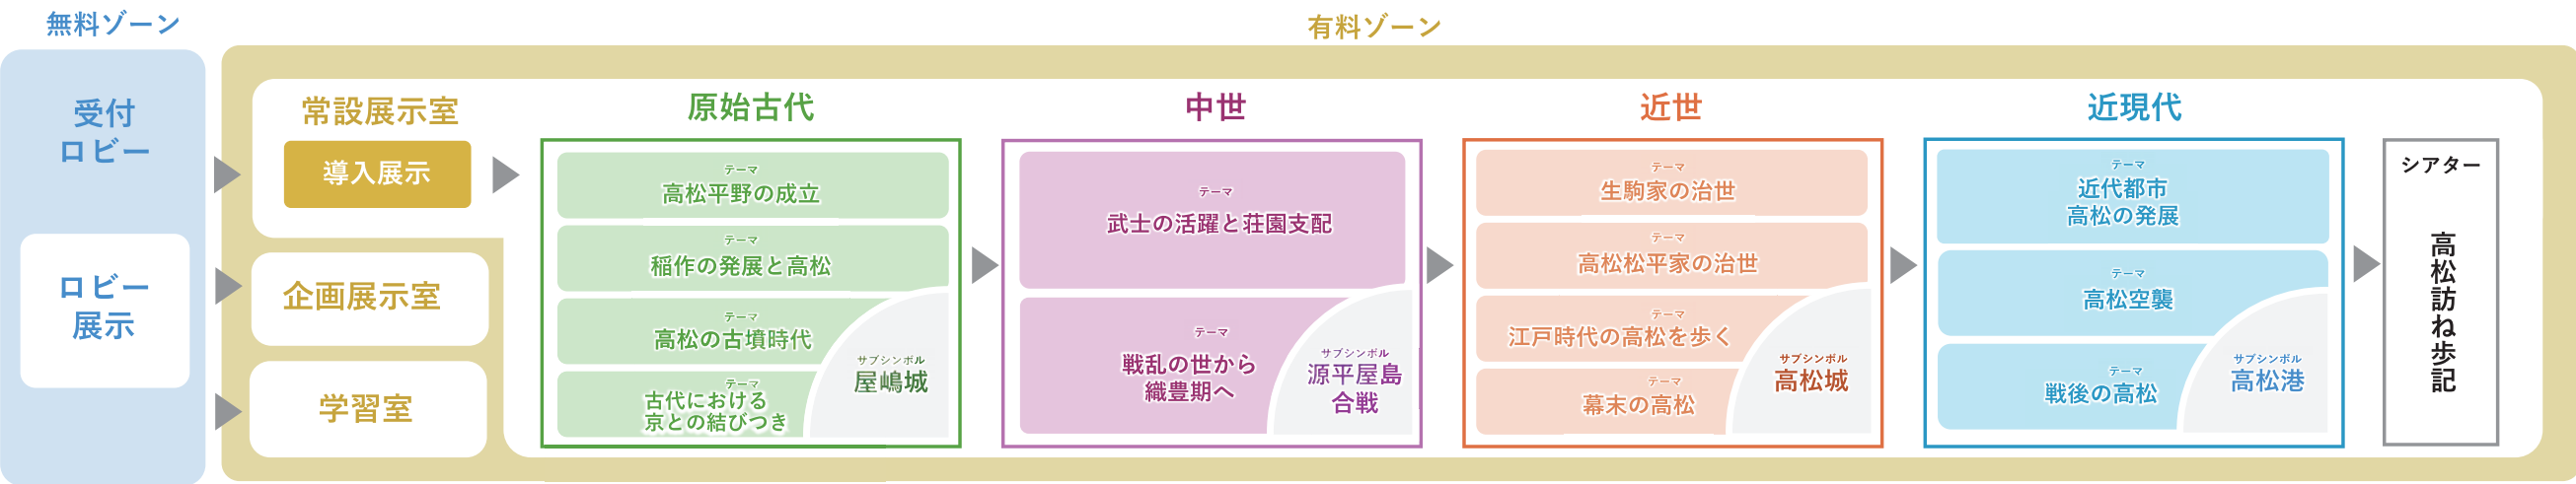 無料ゾーン
有料ゾーン
受付
ロビー
ロビー
展示
常設展示室
導入展示
企画展示室
学習室
原始古代
テーマ
高松平野の成立
テーマ
稲作の発展と高松
テーマ
高松の古墳時代
テーマ
古代における
京との結びつき
サブシンボル
屋嶋城
中世
テーマ
武士の活躍と荘園支配
テーマ
戦乱の世から
織豊期へ
サブシンボル
源平屋島
合戦
近世
テーマ
生駒家の治世
テーマ
高松松平家の治世
テーマ
江戸時代の高松を歩く
テーマ
幕末の高松
サブシンボル
高松城
近現代
テーマ
近代都市
高松の発展
テーマ
高松空襲
テーマ
戦後の高松
サブシンボル
高松港
シアター
高松訪ね歩記